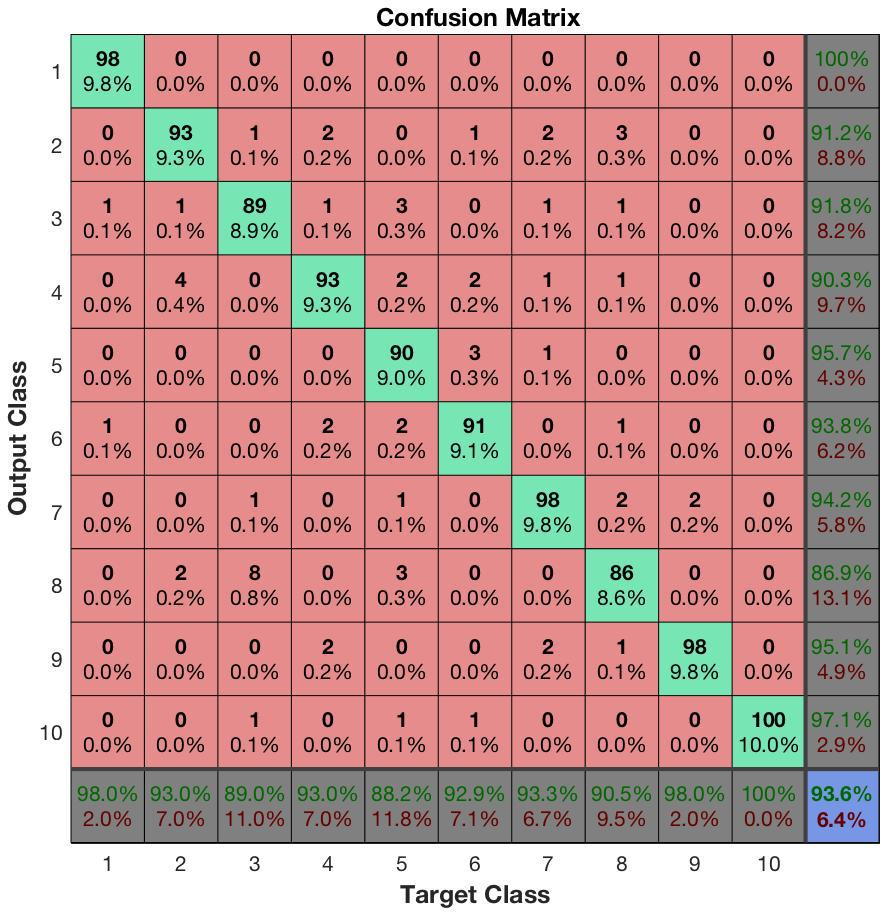 Confusion Matrix
1 98 0 0 0 0 0 0 0 0 0 100%
9.8% 0.0% 0.0% 0.0% 0.0% 0.0% 0.0% 0.0% 0.0% 0.0% 0.0%
2 0 93 1 2 0 1 2 3 0 0 91.2%
0.0% 9.3% 0.1% 0.2% 0.0% 0.1% 0.2% 0.3% 0.0% 0.0% 8.8%
3 1 1 89 1 3 0 1 1 0 0 91.8%
0.1% 0.1% 8.9% 0.1% 0.3% 0.0% 0.1% 0.1% 0.0% 0.0% 8.2%
4 0 4 0 93 2 2 1 1 0 0 90.3%
0.0% 0.4% 0.0% 9.3% 0.2% 0.2% 0.1% 0.1% 0.0% 0.0% 9.7%
5 0 0 0 0 90 3 1 0 0 0 95.7%
0.0% 0.0% 0.0% 0.0% 9.0% 0.3% 0.1% 0.0% 0.0% 0.0% 4.3%
6 1 0 0 2 2 91 0 1 0 0 93.8%
0.1% 0.0% 0.0% 0.2% 0.2% 9.1% 0.0% 0.1% 0.0% 0.0% 6.2%
7 0 0 1 0 1 0 98 2 2 0 94.2%
0.0% 0.0% 0.1% 0.0% 0.1% 0.0% 9.8% 0.2% 0.2% 0.0% 5.8%
8 0 2 8 0 3 0 0 86 0 0 86.9%
0.0% 0.2% 0.8% 0.0% 0.3% 0.0% 0.0% 8.6% 0.0% 0.0% 13.1%
9 0 0 0 2 0 0 2 1 98 0 95.1%
0.0% 0.0% 0.0% 0.2% 0.0% 0.0% 0.2% 0.1% 9.8% 0.0% 4.9%
10 0 0 1 0 1 1 0 0 0 100 97.1%
0.0% 0.0% 0.1% 0.0% 0.1% 0.1% 0.0% 0.0% 0.0% 10.0% 2.9%
98.0% 93.0% 89.0% 93.0% 88.2% 92.9% 93.3% 90.5% 98.0% 100% 93.6%
2.0% 7.0% 11.0% 7.0% 11.8% 7.1% 6.7% 9.5% 2.0% 0.0% 6.4%
1 2 3 4 5 6 7 8 9 10
Target Class
Output Class